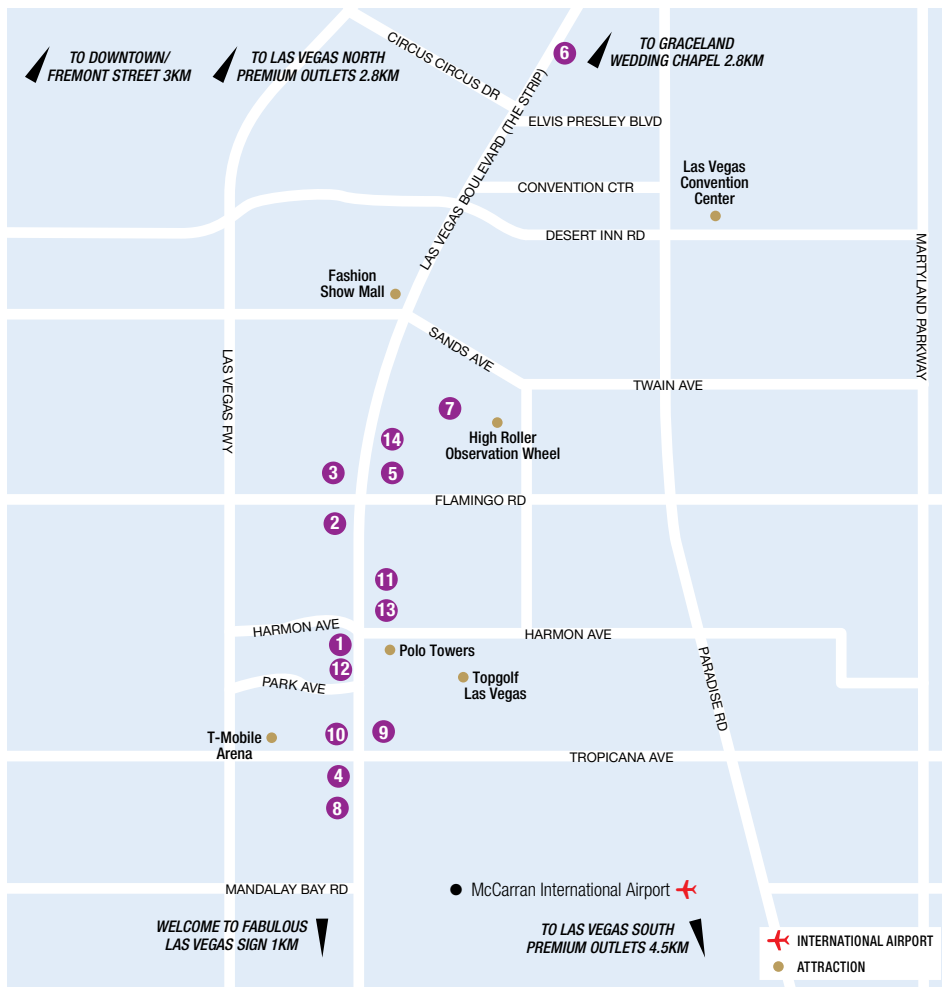 TO DOWNTOWN/
FREMONT STREET 3KM
TO LAS VEGAS NORTH
PREMIUM OUTLETS 2.8KM
CIRCUS CIRCUS DR
6
TO GRACELAND
WEDDING CHAPEL 2.8KM
LAS VEGAS BOULEVARD (THE STRIP)
ELVIS PRESLEY BLVD
CONVENTION CTR
Las Vegas
Convention
Center
DESERT INN RD
MARTYLAND PARKWAY
Fashion
Show Mall
SANDS AVE
LAS VEGAS FWY
TWAIN AVE
7
High Roller
Observation Wheel
14
3
5
FLAMINGO RD
2
11
13
HARMON AVE
HARMON AVE
1
Polo Towers
12
PARK AVE
Topgolf
Las Vegas
PARADISE RD
T-Mobile
Arena
10
9
TROPICANA AVE
4
8
MANDALAY BAY RD
McCarran International Airport
WELCOME TO FABULOUS
LAS VEGAS SIGN 1KM
TO LAS VEGAS SOUTH
PREMIUM OUTLETS 4.5KM
INTERNATIONAL AIRPORT
ATTRACTION